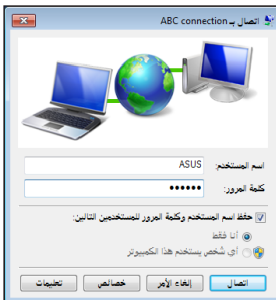 اتصال بـ ABC connection
اسم المستخدم: ASUS
كلمة المرور: ••••••
حفظ اسم المستخدم وكلمة المرور للمستخدمين التاليين:
أنا فقط
أي شخص يستخدم هذا الكمبيوتر
اتصال إلغاء الأمر خصائص تعليمات